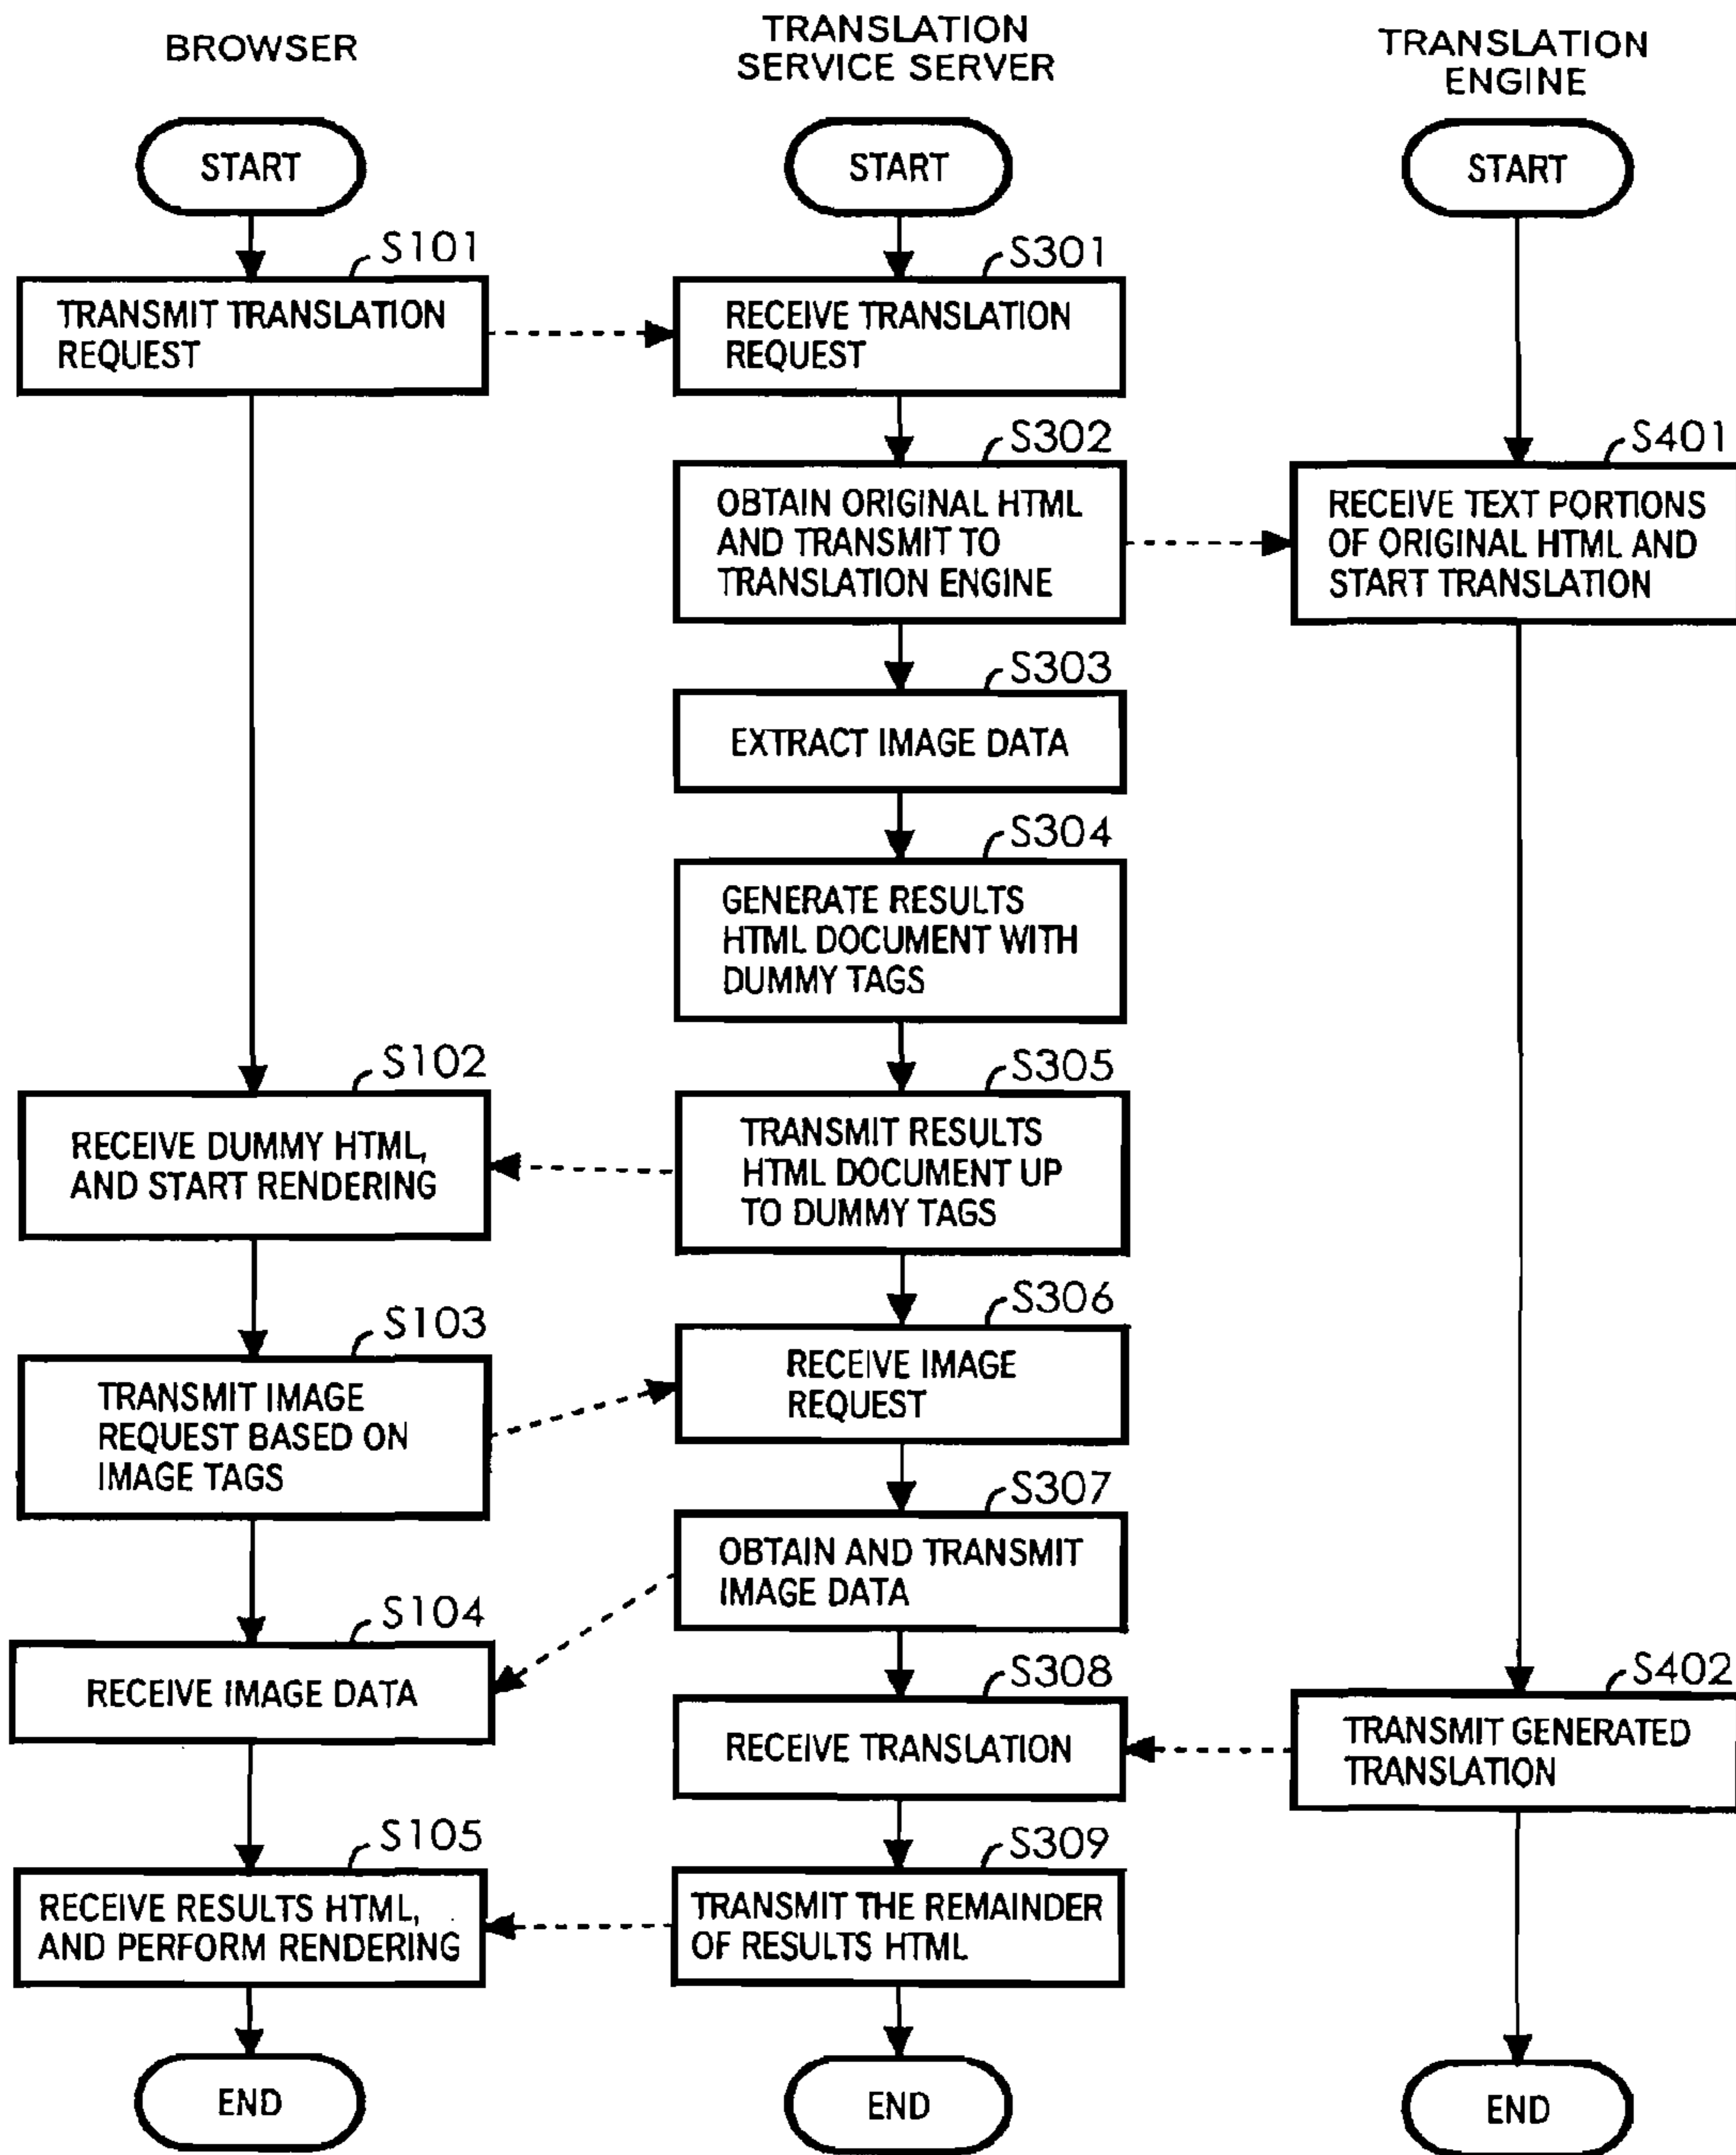 BROWSER
TRANSLATION
SERVICE SERVER
TRANSLATION
ENGINE
START
START
START
S101
TRANSMIT TRANSLATION
REQUEST
S301
RECEIVE TRANSLATION
REQUEST
S302
OBTAIN ORIGINAL HTML
AND TRANSMIT TO
TRANSLATION ENGINE
S401
RECEIVE TEXT PORTIONS
OF ORIGINAL HTML AND
START TRANSLATION
S303
EXTRACT IMAGE DATA
S304
GENERATE RESULTS
HTML DOCUMENT WITH
DUMMY TAGS
S102
RECEIVE DUMMY HTML,
AND START RENDERING
S305
TRANSMIT RESULTS
HTML DOCUMENT UP
TO DUMMY TAGS
S103
TRANSMIT IMAGE
REQUEST BASED ON
IMAGE TAGS
S306
RECEIVE IMAGE
REQUEST
S307
OBTAIN AND TRANSMIT
IMAGE DATA
S104
RECEIVE IMAGE DATA
S308
RECEIVE TRANSLATION
S402
TRANSMIT GENERATED
TRANSLATION
S105
RECEIVE RESULTS HTML,
AND PERFORM RENDERING
S309
TRANSMIT THE REMAINDER
OF RESULTS HTML
END
END
END